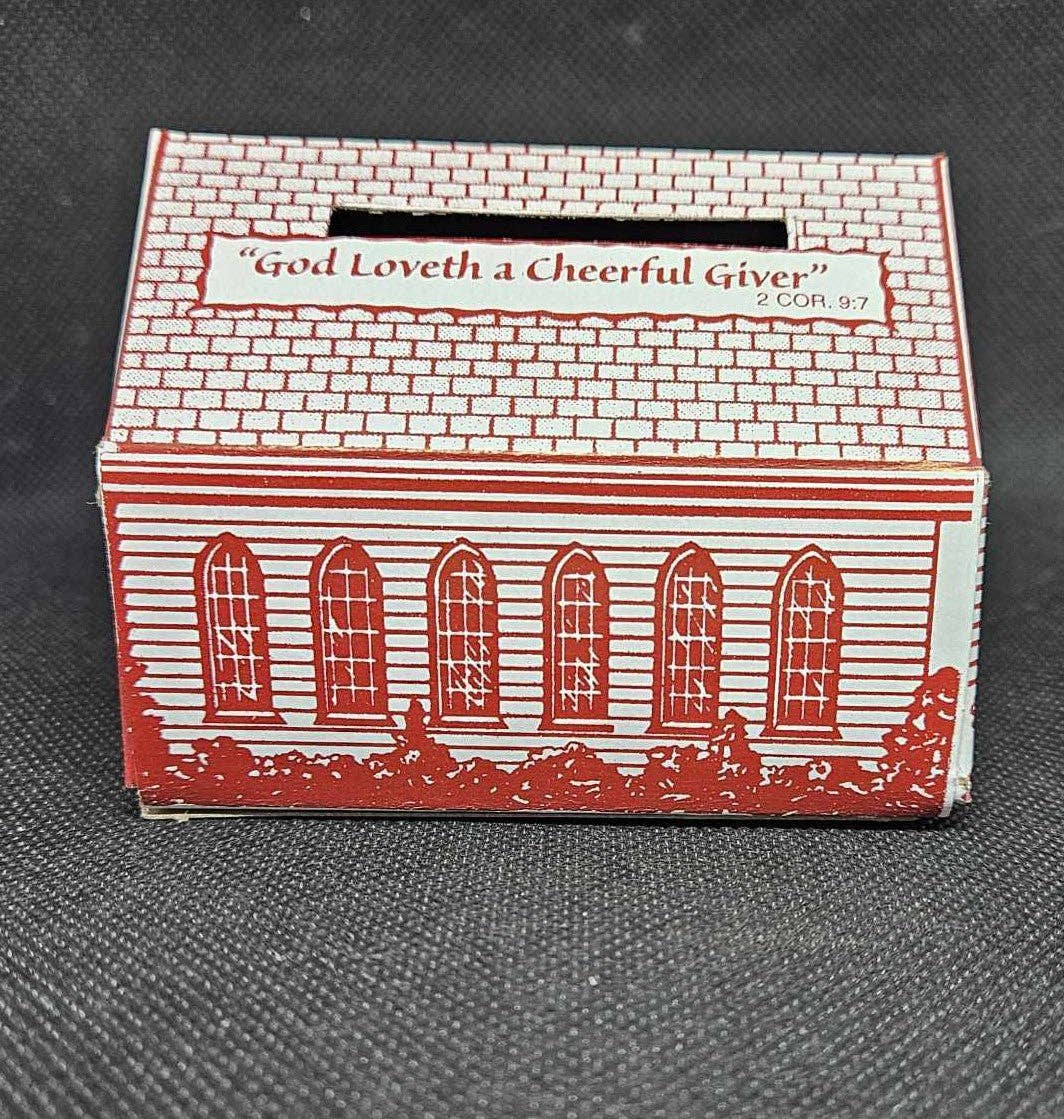 “God Loveth a Cheerful Giver”
2 COR. 9:7